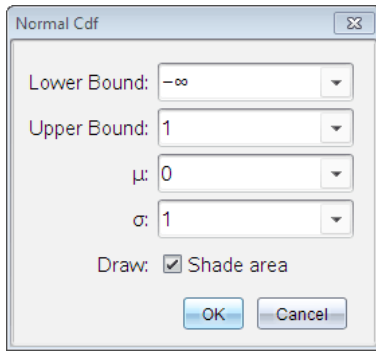 Normal Cdf
Lower Bound: -∞
Upper Bound: 1
μ: 0
σ: 1
Draw: Shade area
OK Cancel